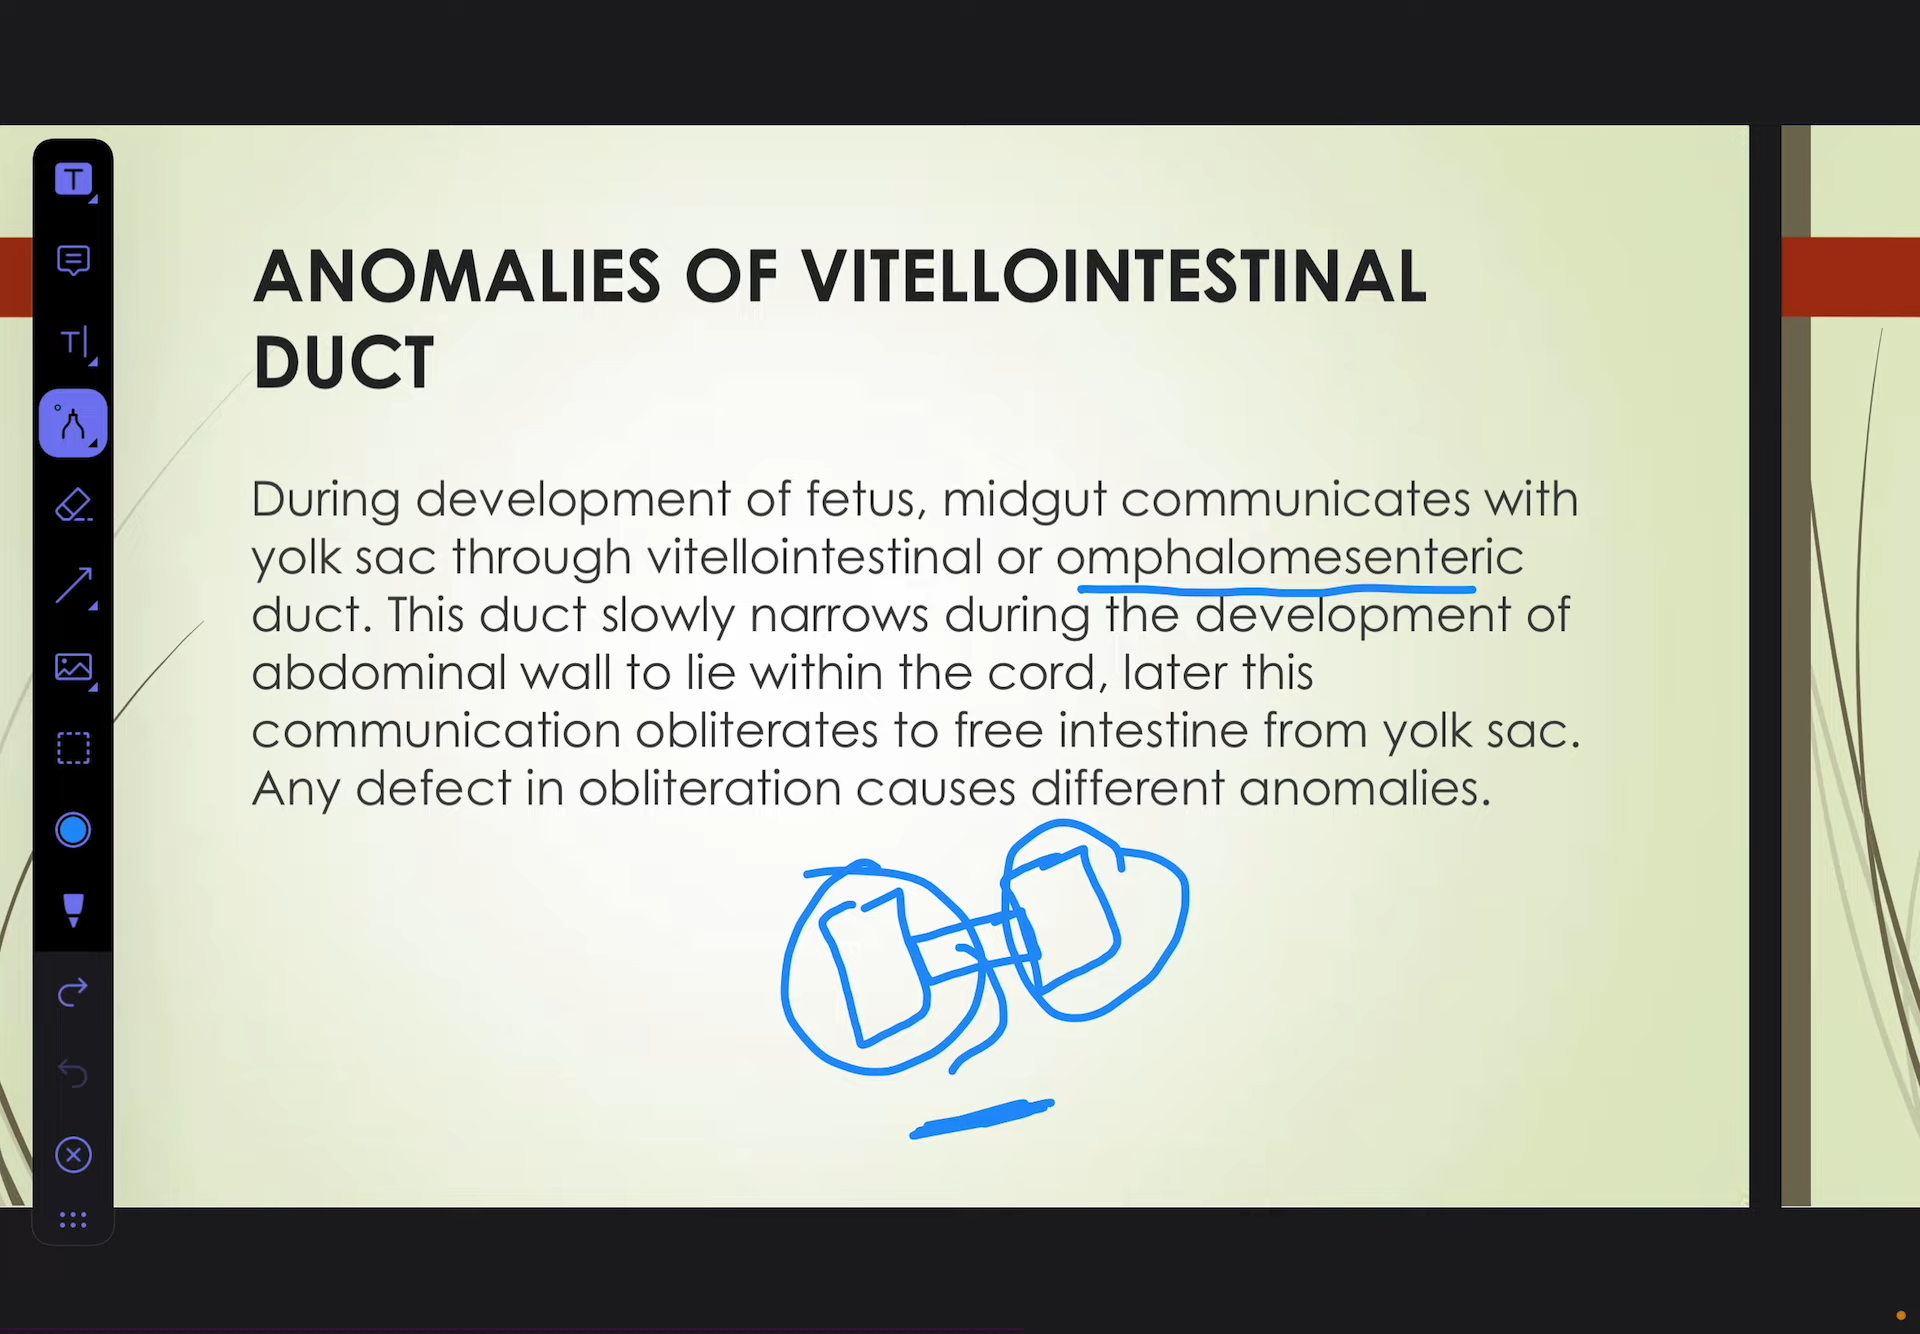 ANOMALIES OF VITELLOINTESTINAL
DUCT
During development of fetus, midgut communicates with
yolk sac through vitellointestinal or omphalomesenteric
duct. This duct slowly narrows during the development of
abdominal wall to lie within the cord, later this
communication obliterates to free intestine from yolk sac.
Any defect in obliteration causes different anomalies.